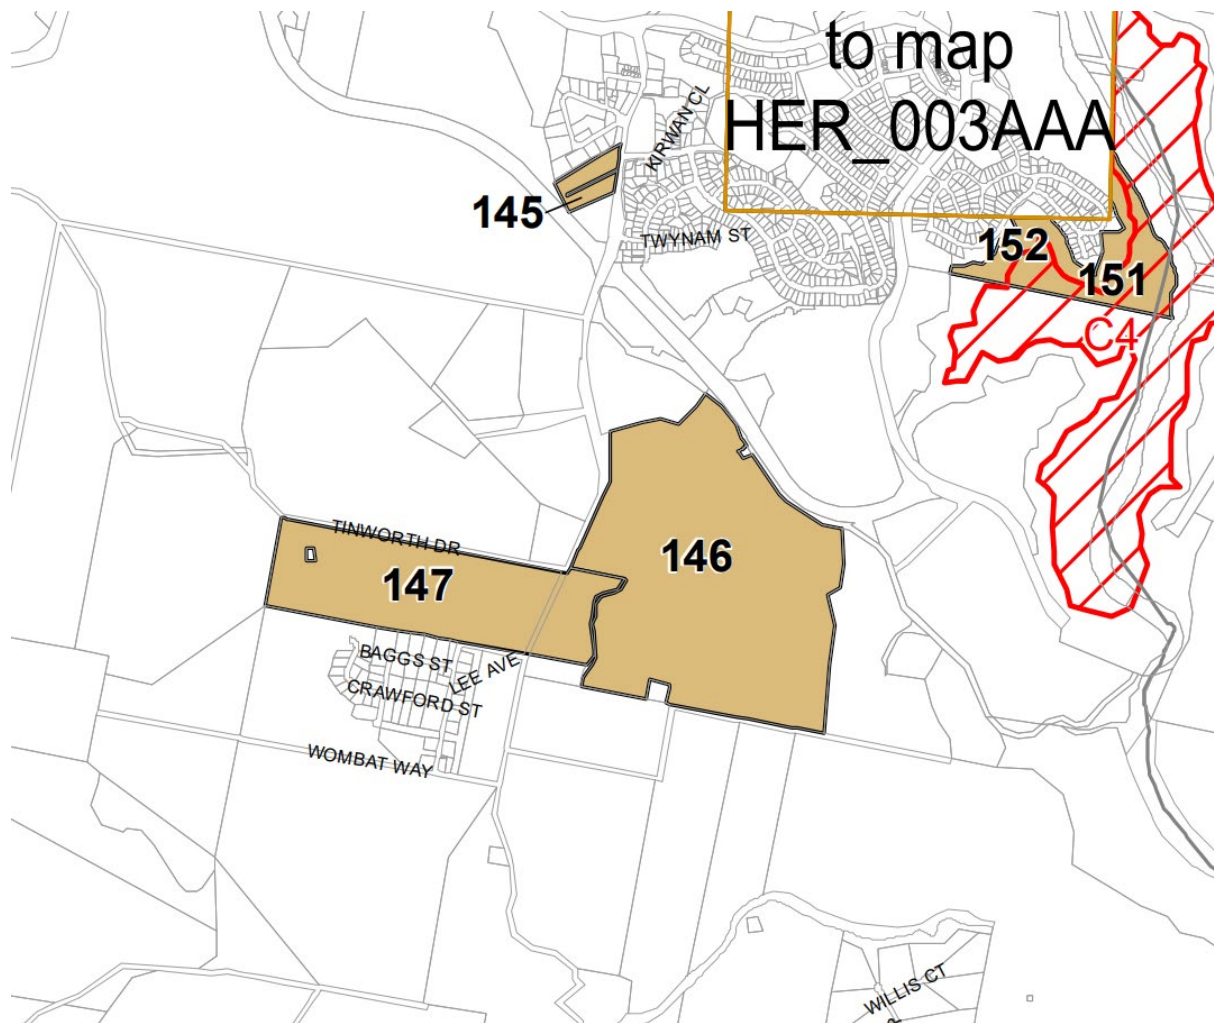 to map
HER_003AAA
KIRWAN CL
145
TWYNAM ST
152
151
C4
TINWORTH DR
146
147
BAGGS ST
LEE AVE
CRAWFORD ST
WOMBAT WAY
WILLIS CT